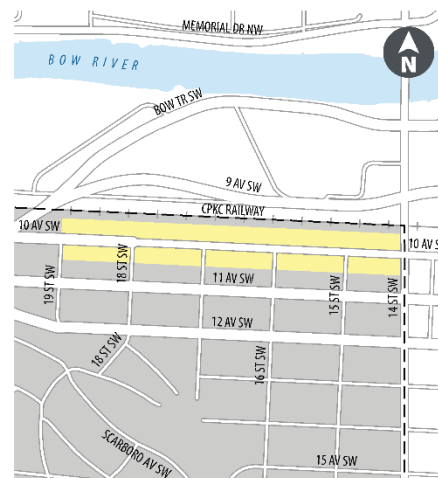 MEMORIAL DR NW
N
BOW RIVER
BOW TR SW
9 AV SW
CPKC RAILWAY
10 AV SW
10 AV S
19 ST SW
18 ST SW
11 AV SW
15 ST SW
14 ST SW
12 AV SW
18 ST SW
16 ST SW
SCARBORO AV SW
15 AV SW